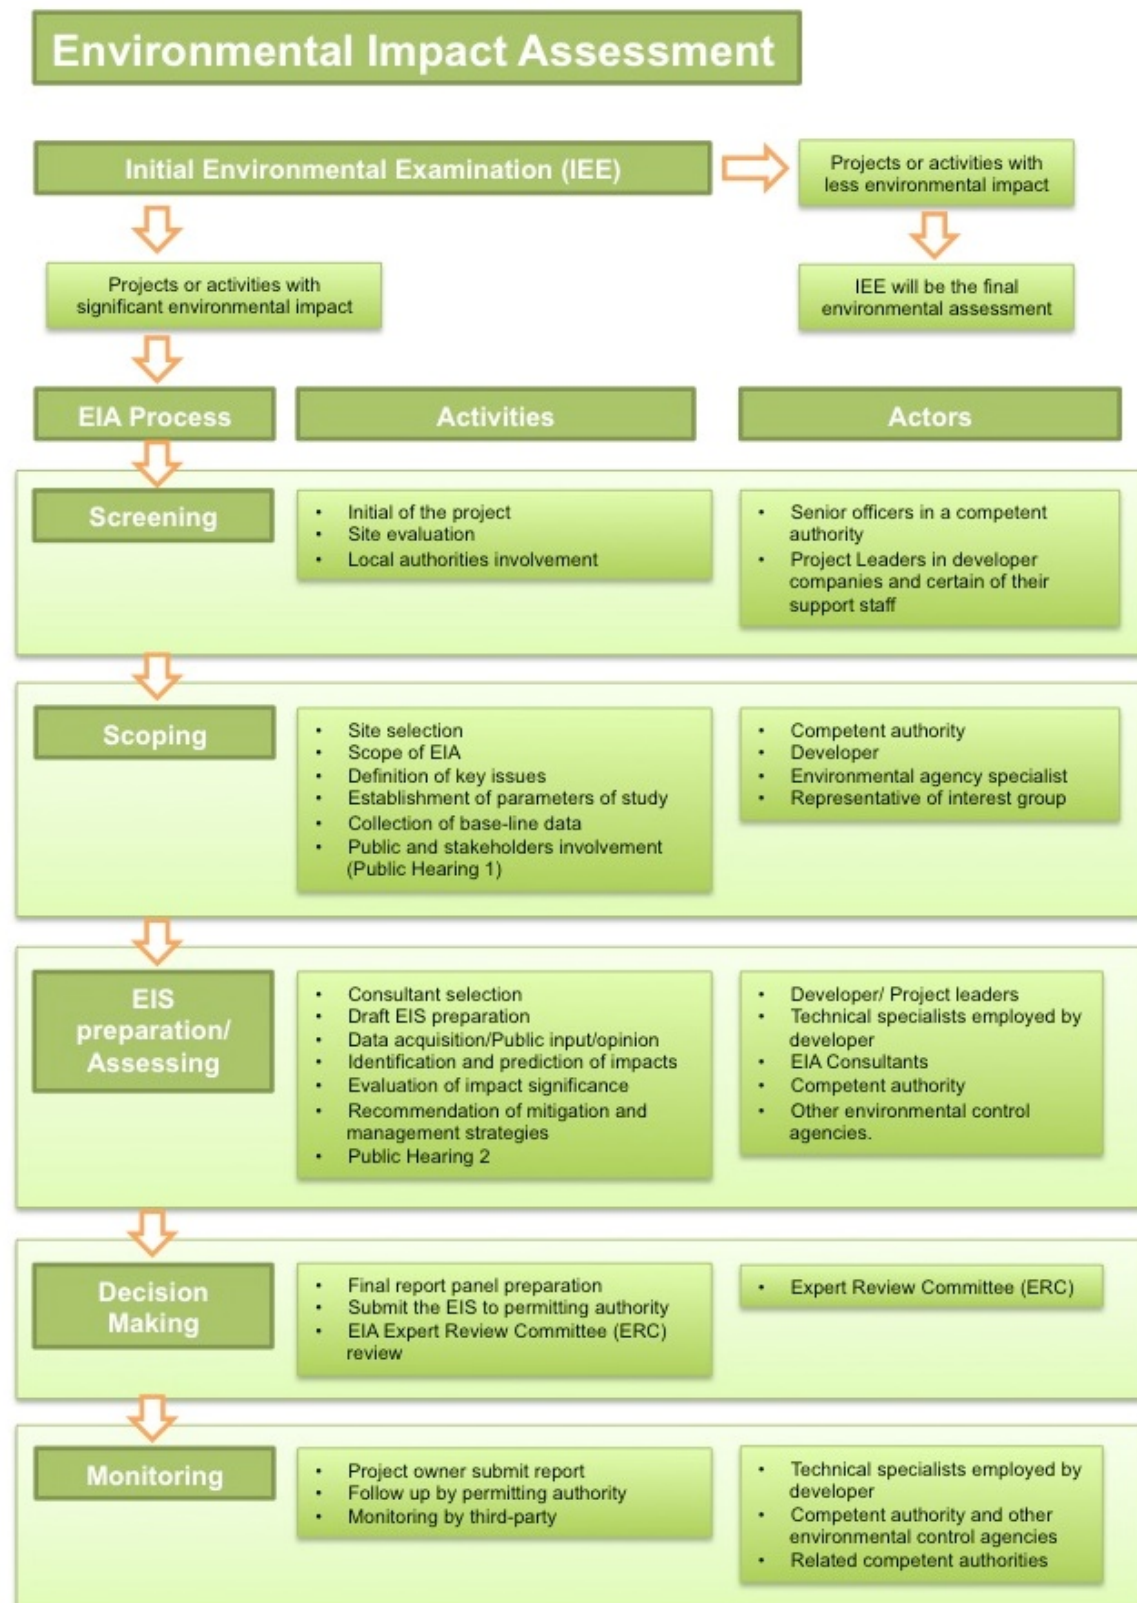 Environmental Impact Assessment
Initial Environmental Examination (IEE)
Projects or activities with
less environmental impact
Projects or activities with
significant environmental impact
IEE will be the final
environmental assessment
EIA Process
Activities
Actors
Screening
• Initial of the project
• Site evaluation
• Local authorities involvement
• Senior officers in a competent
authority
• Project Leaders in developer
companies and certain of their
support staff
Scoping
• Site selection
• Scope of EIA
• Definition of key issues
• Establishment of parameters of study
• Collection of base-line data
• Public and stakeholders involvement
(Public Hearing 1)
• Competent authority
• Developer
• Environmental agency specialist
• Representative of interest group
EIS
preparation/
Assessing
• Consultant selection
• Draft EIS preparation
• Data acquisition/Public input/opinion
• Identification and prediction of impacts
• Evaluation of impact significance
• Recommendation of mitigation and
management strategies
• Public Hearing 2
• Developer/ Project leaders
• Technical specialists employed by
developer
• EIA Consultants
• Competent authority
• Other environmental control
agencies.
Decision
Making
• Final report panel preparation
• Submit the EIS to permitting authority
• EIA Expert Review Committee (ERC)
review
• Expert Review Committee (ERC)
Monitoring
• Project owner submit report
• Follow up by permitting authority
• Monitoring by third-party
• Technical specialists employed by
developer
• Competent authority and other
environmental control agencies
• Related competent authorities